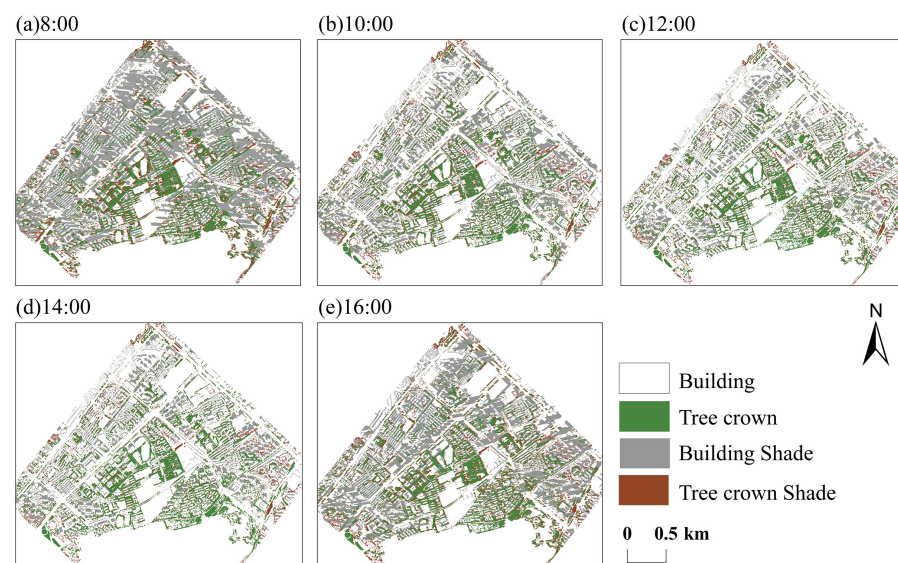 (a)8:00
(b)10:00
(c)12:00
(d)14:00
(e)16:00
N
Building
Tree crown
Building Shade
Tree crown Shade
0 0.5 km